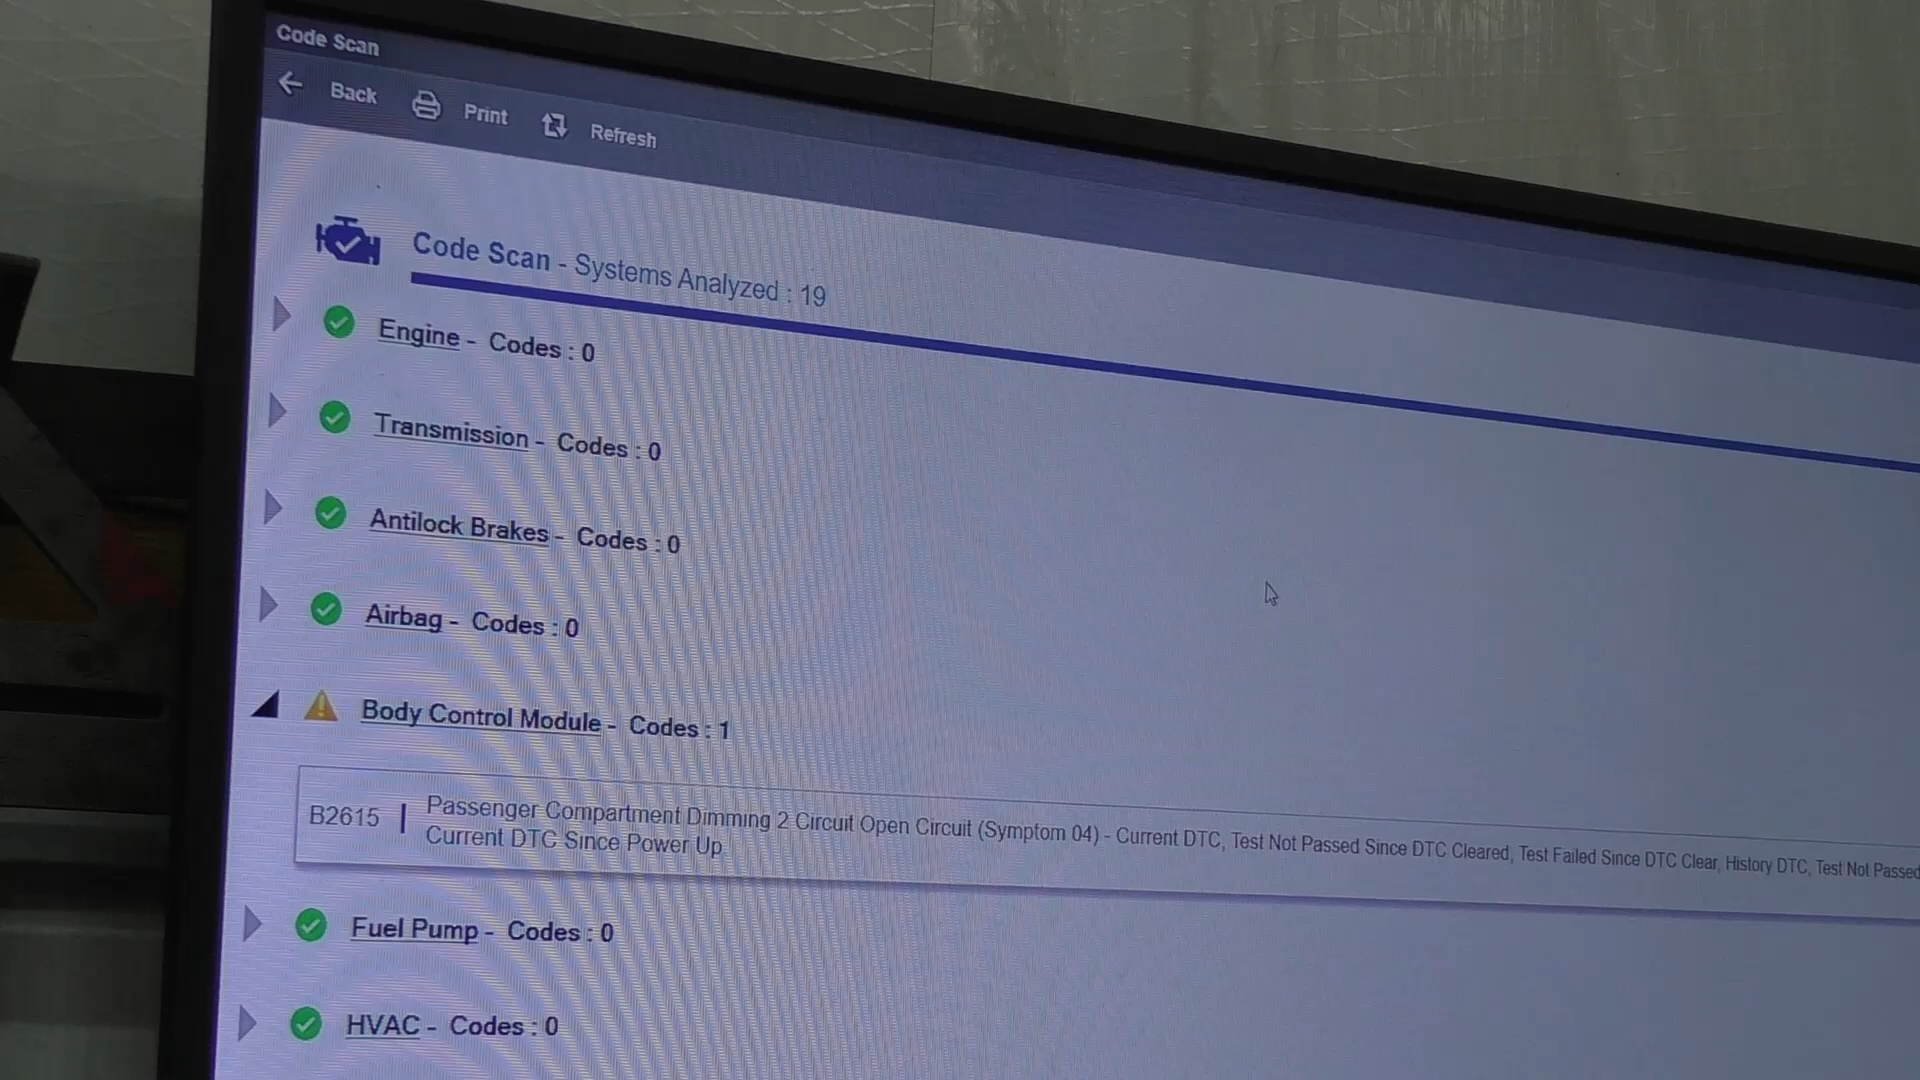 Code Scan
Back Print Refresh
Code Scan - Systems Analyzed : 19
Engine - Codes : 0
Transmission - Codes : 0
Antilock Brakes - Codes : 0
Airbag - Codes : 0
Body Control Module - Codes : 1
B2615 | Passenger Compartment Dimming 2 Circuit Open Circuit (Symptom 04) - Current DTC, Test Not Passed Since DTC Cleared, Test Failed Since DTC Clear, History DTC, Test Not Passed
Current DTC Since Power Up
Fuel Pump - Codes : 0
HVAC - Codes : 0